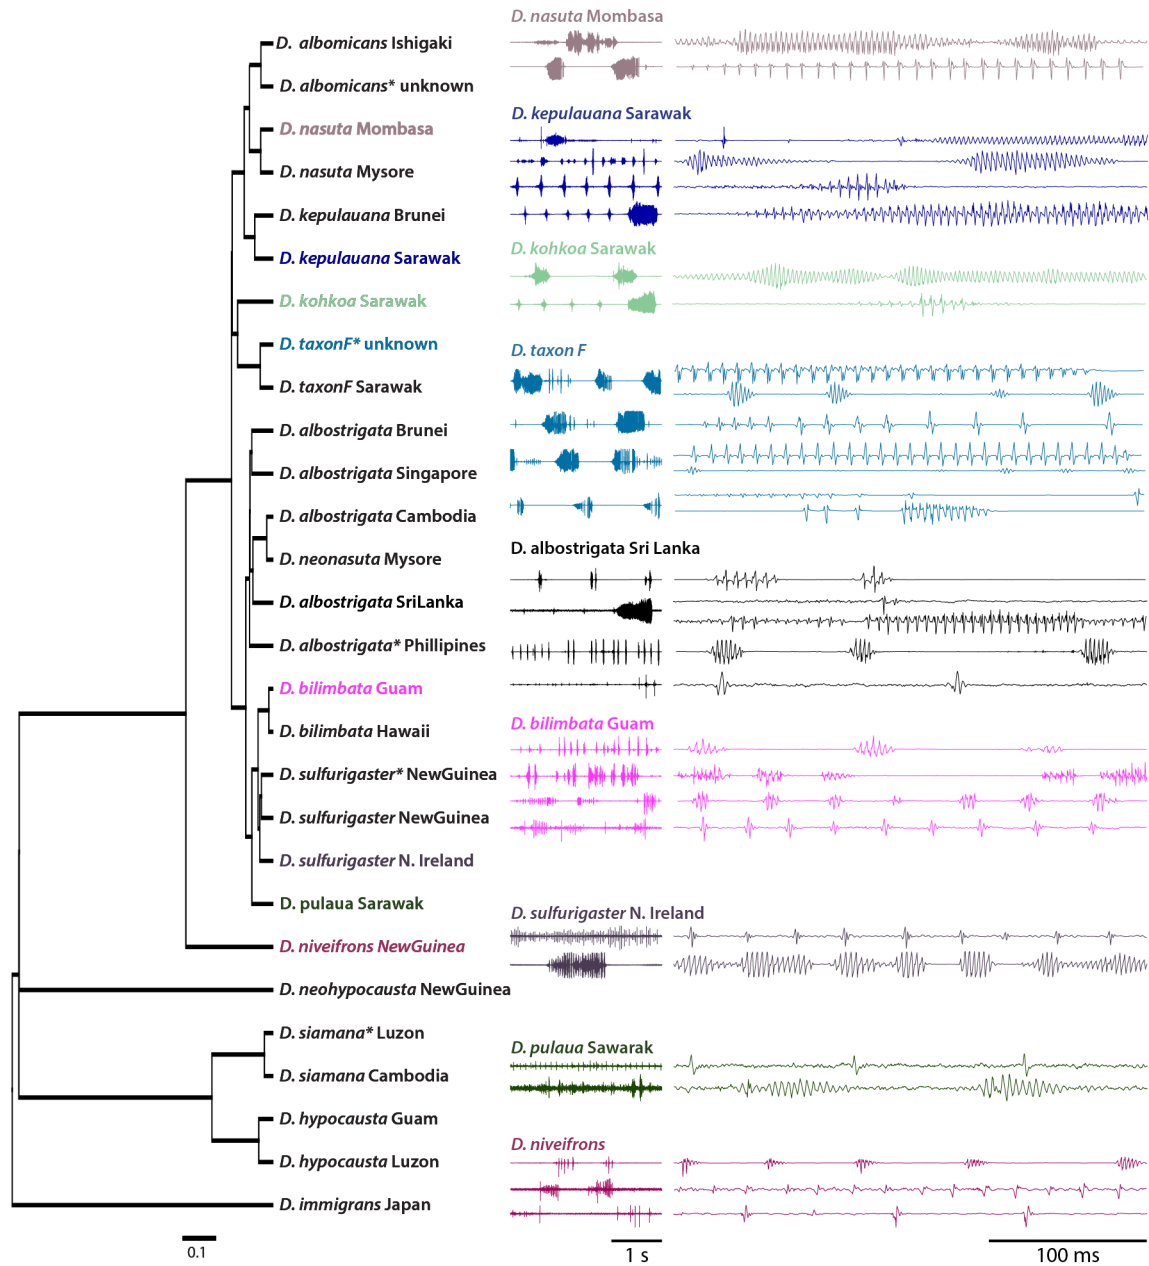 D. albomicans Ishigaki
D. albomicans* unknown
D. nasuta Mombasa
D. nasuta Mysore
D. kepulauana Brunei
D. kepulauana Sarawak
D. kohkoa Sarawak
D. taxonF* unknown
D. taxonF Sarawak
D. albostrigata Brunei
D. albostrigata Singapore
D. albostrigata Cambodia
D. neonasuta Mysore
D. albostrigata SriLanka
D. albostrigata* Phillipines
D. bilimbata Guam
D. bilimbata Hawaii
D. sulfurigaster* NewGuinea
D. sulfurigaster NewGuinea
D. sulfurigaster N. Ireland
D. pulaua Sarawak
D. niveifrons NewGuinea
D. neohypocausta NewGuinea
D. siamana* Luzon
D. siamana Cambodia
D. hypocausta Guam
D. hypocausta Luzon
D. immigrans Japan
0.1
D. nasuta Mombasa
D. kepulauana Sarawak
D. kohkoa Sarawak
D. taxon F
D. albostrigata Sri Lanka
D. bilimbata Guam
D. sulfurigaster N. Ireland
D. pulaua Sawarak
D. niveifrons
1 s
100 ms